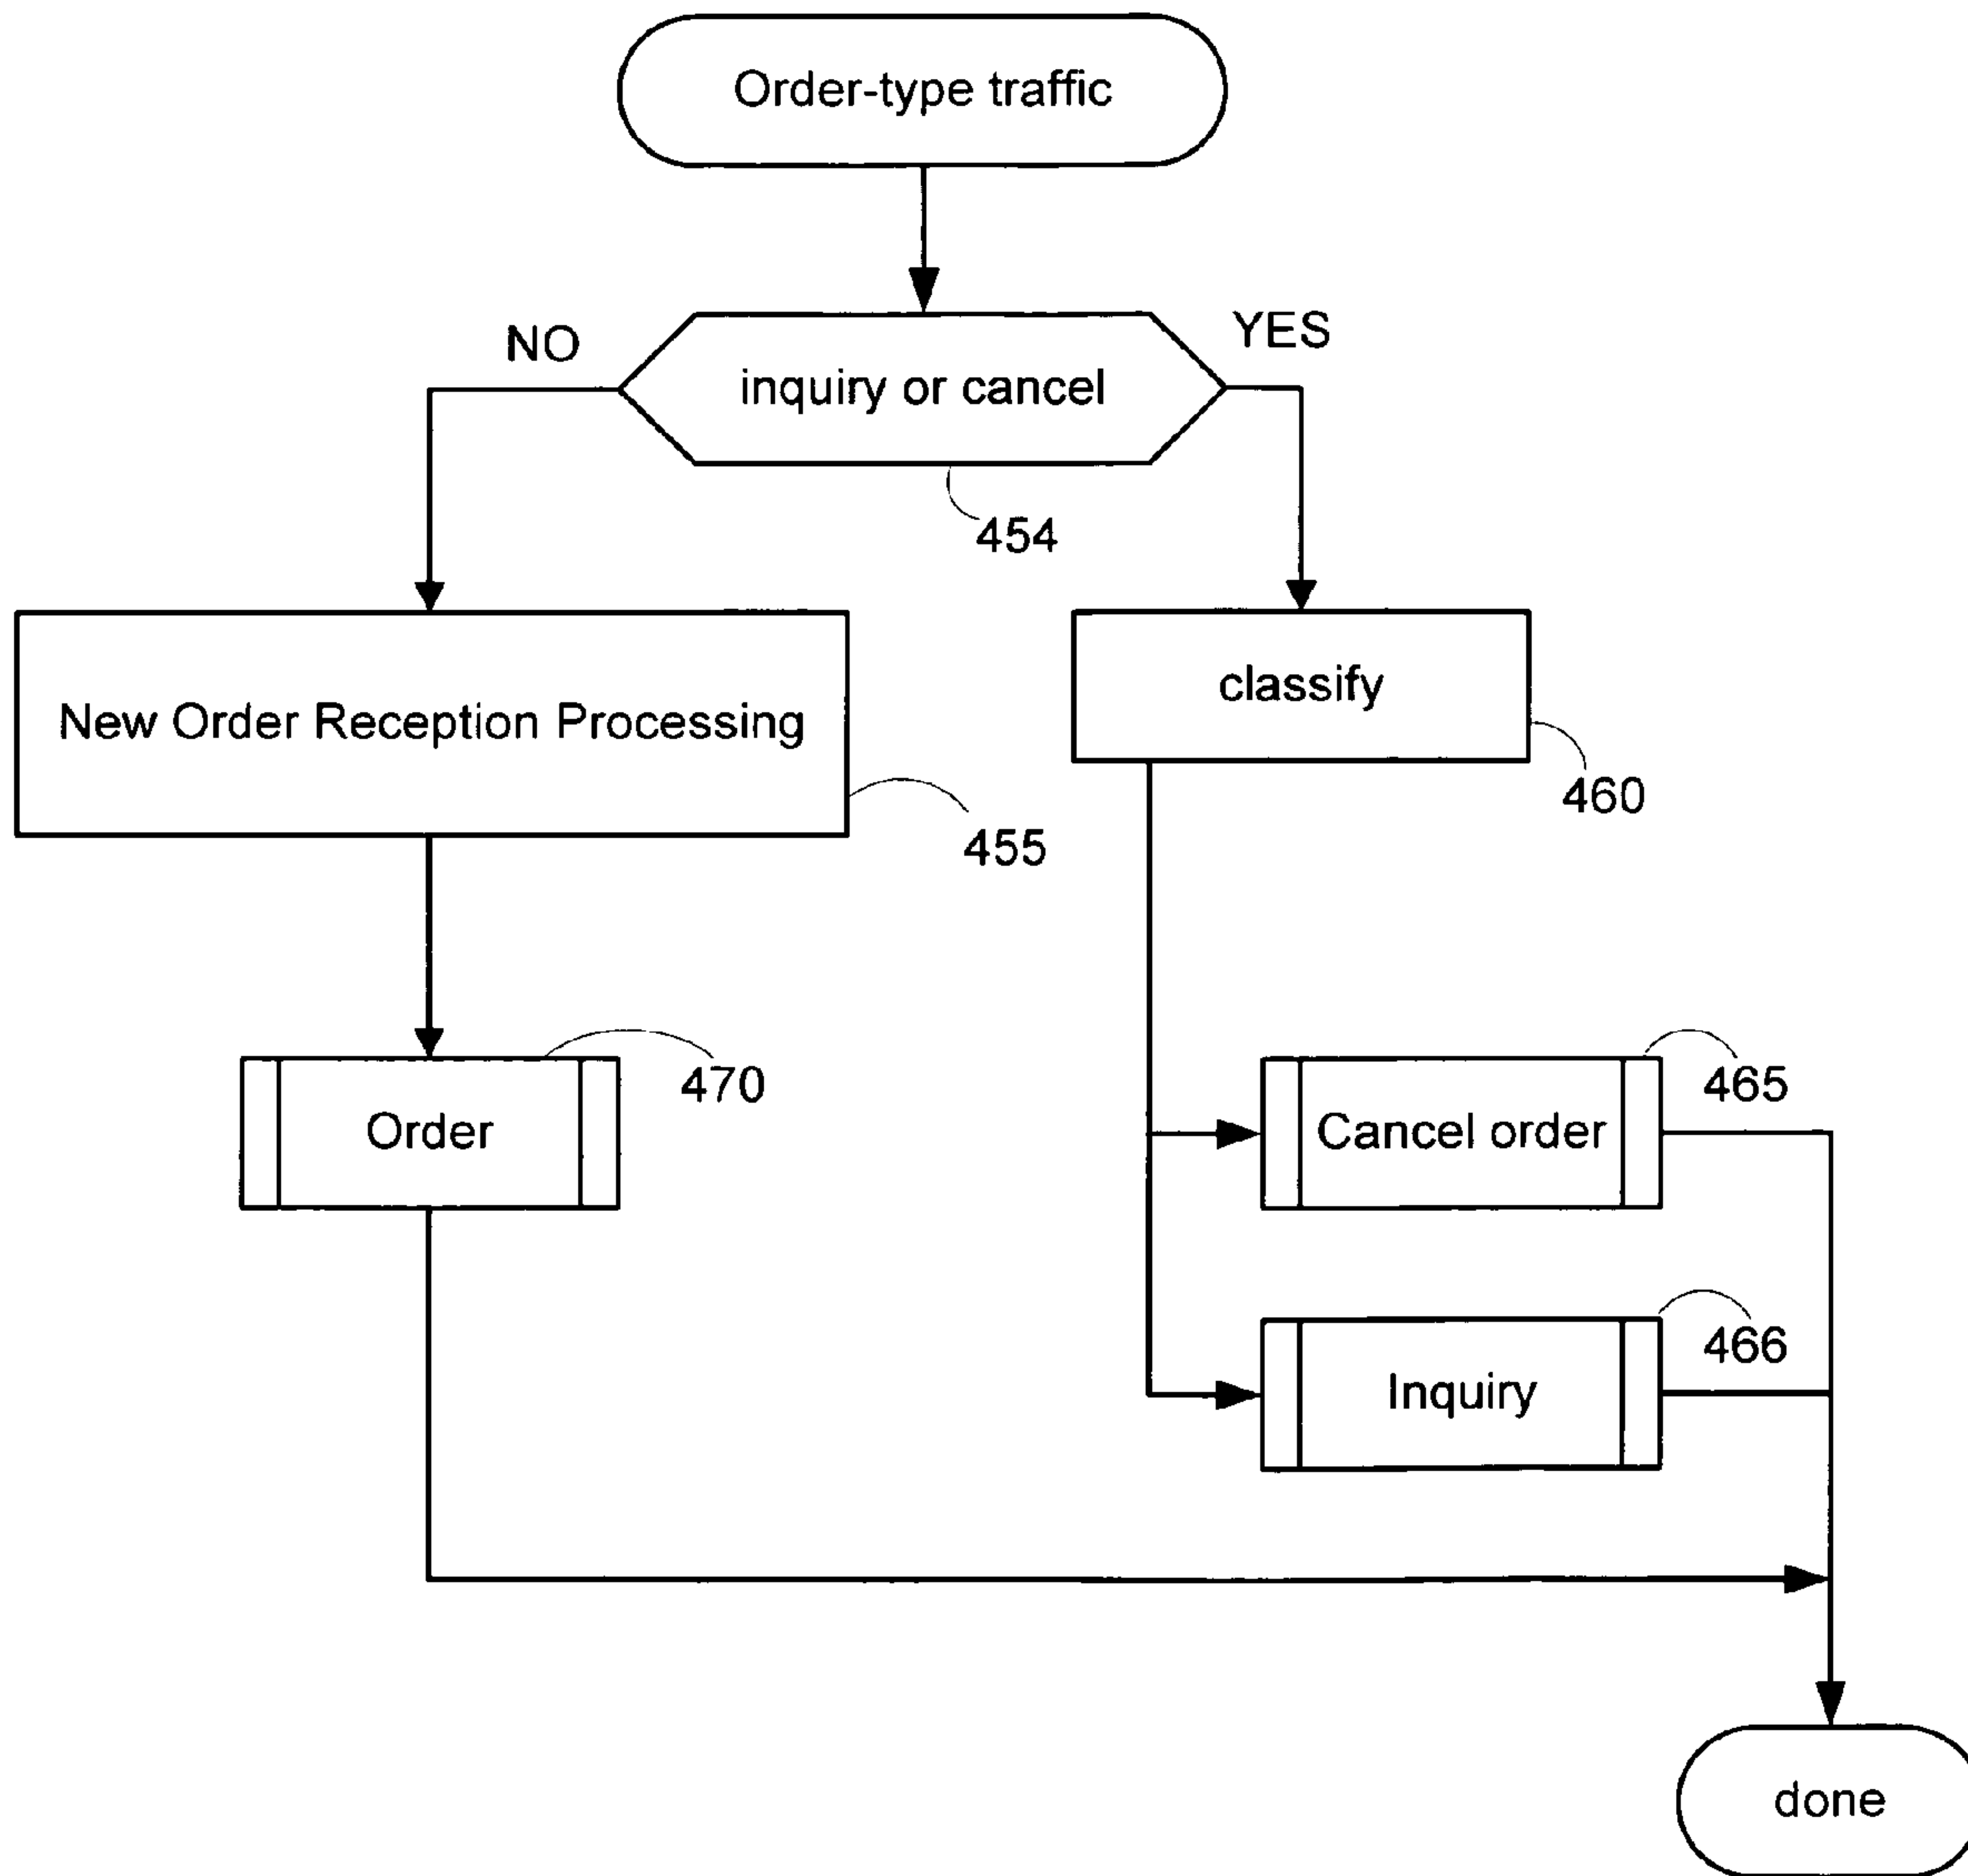 Order-type traffic
NO
YES
inquiry or cancel
454
New Order Reception Processing
classify
460
455
470
465
Order
Cancel order
466
Inquiry
done